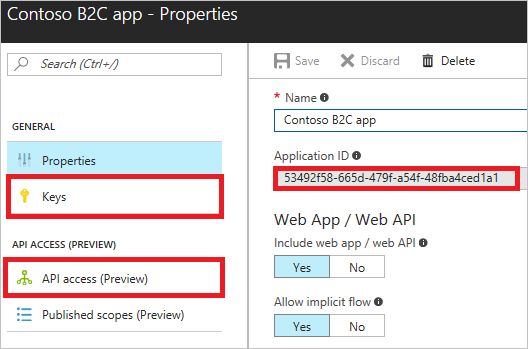 Contoso B2C app - Properties
Search (Ctrl+/)
GENERAL
Properties
Keys
API ACCESS (PREVIEW)
API access (Preview)
Published scopes (Preview)
Save Discard Delete
* Name
Contoso B2C app
Application ID
53492f58-665d-479f-a54f-48fba4ced1a1
Web App / Web API
Include web app / web API
Yes No
Allow implicit flow
Yes No